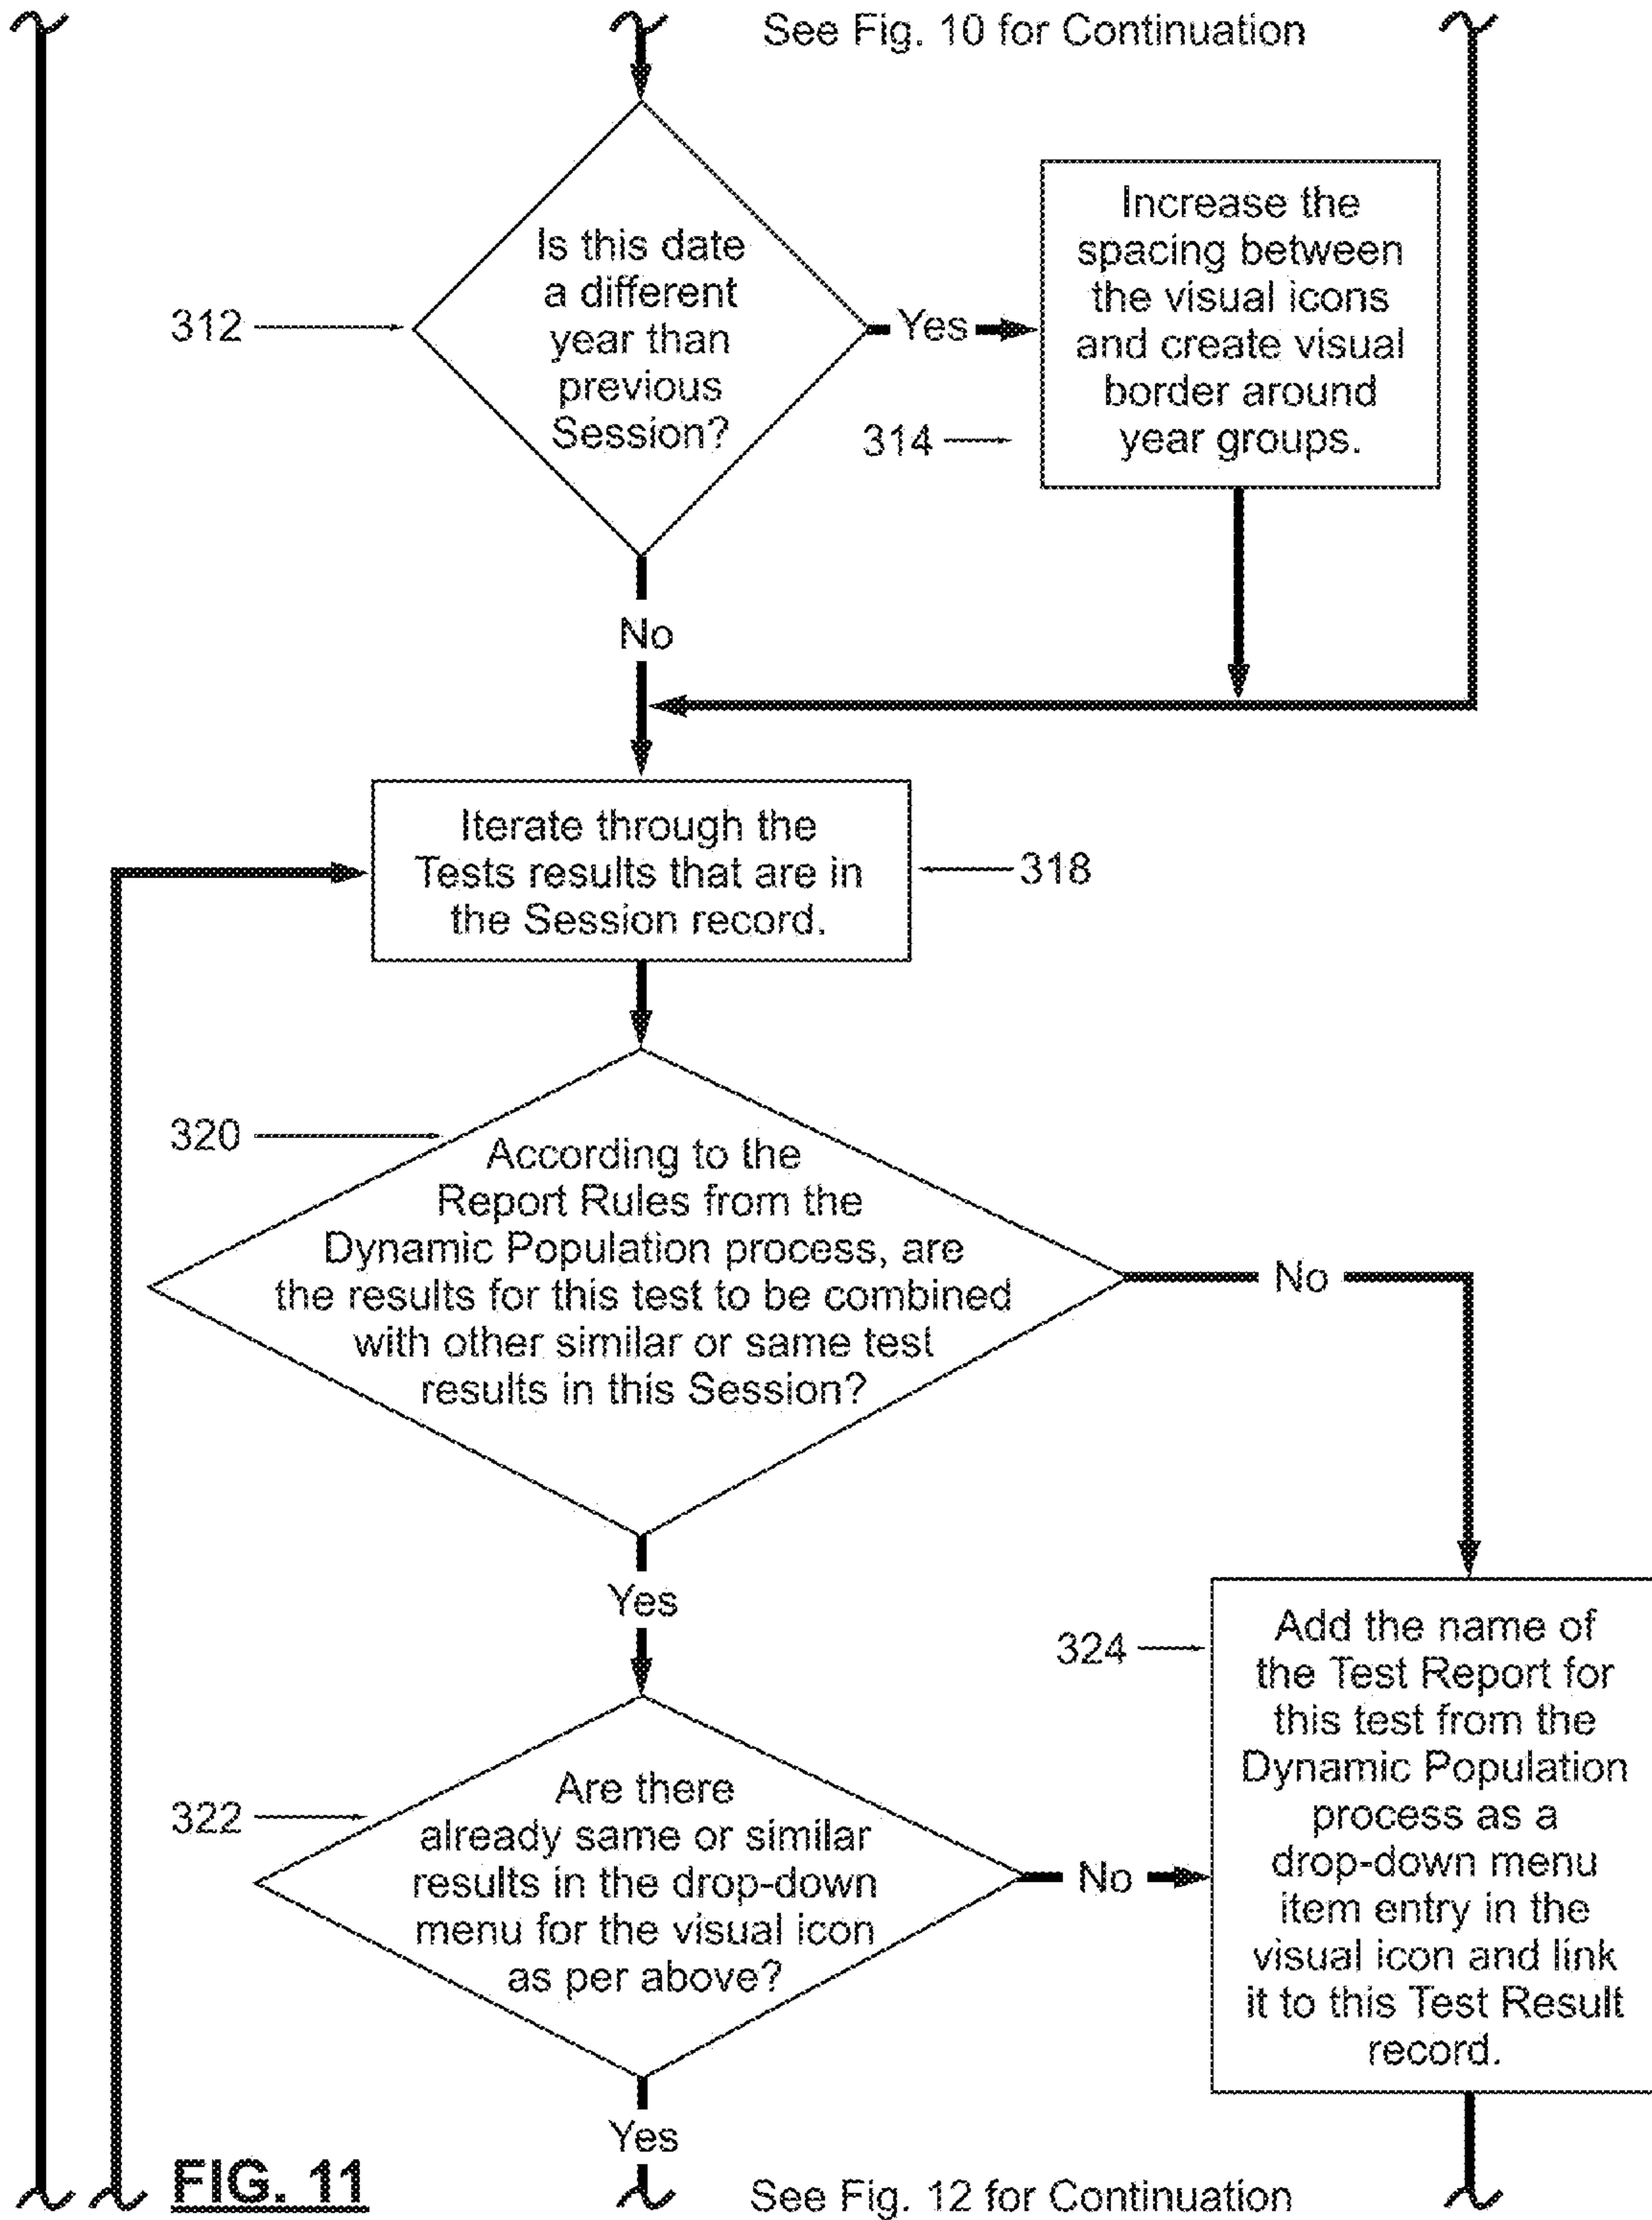 See Fig. 10 for Continuation
Is this date
a different
year than
previous
Session?
312
Yes
Increase the
spacing between
the visual icons
and create visual
border around
year groups.
314
No
Iterate through the
Tests results that are in
the Session record.
318
320
According to the
Report Rules from the
Dynamic Population process, are
the results for this test to be combined
with other similar or same test
results in this Session?
No
Yes
324
Add the name of
the Test Report for
this test from the
Dynamic Population
process as a
drop-down menu
item entry in the
visual icon and link
it to this Test Result
record.
322
Are there
already same or similar
results in the drop-down
menu for the visual icon
as per above?
No
Yes
FIG. 11
See Fig. 12 for Continuation